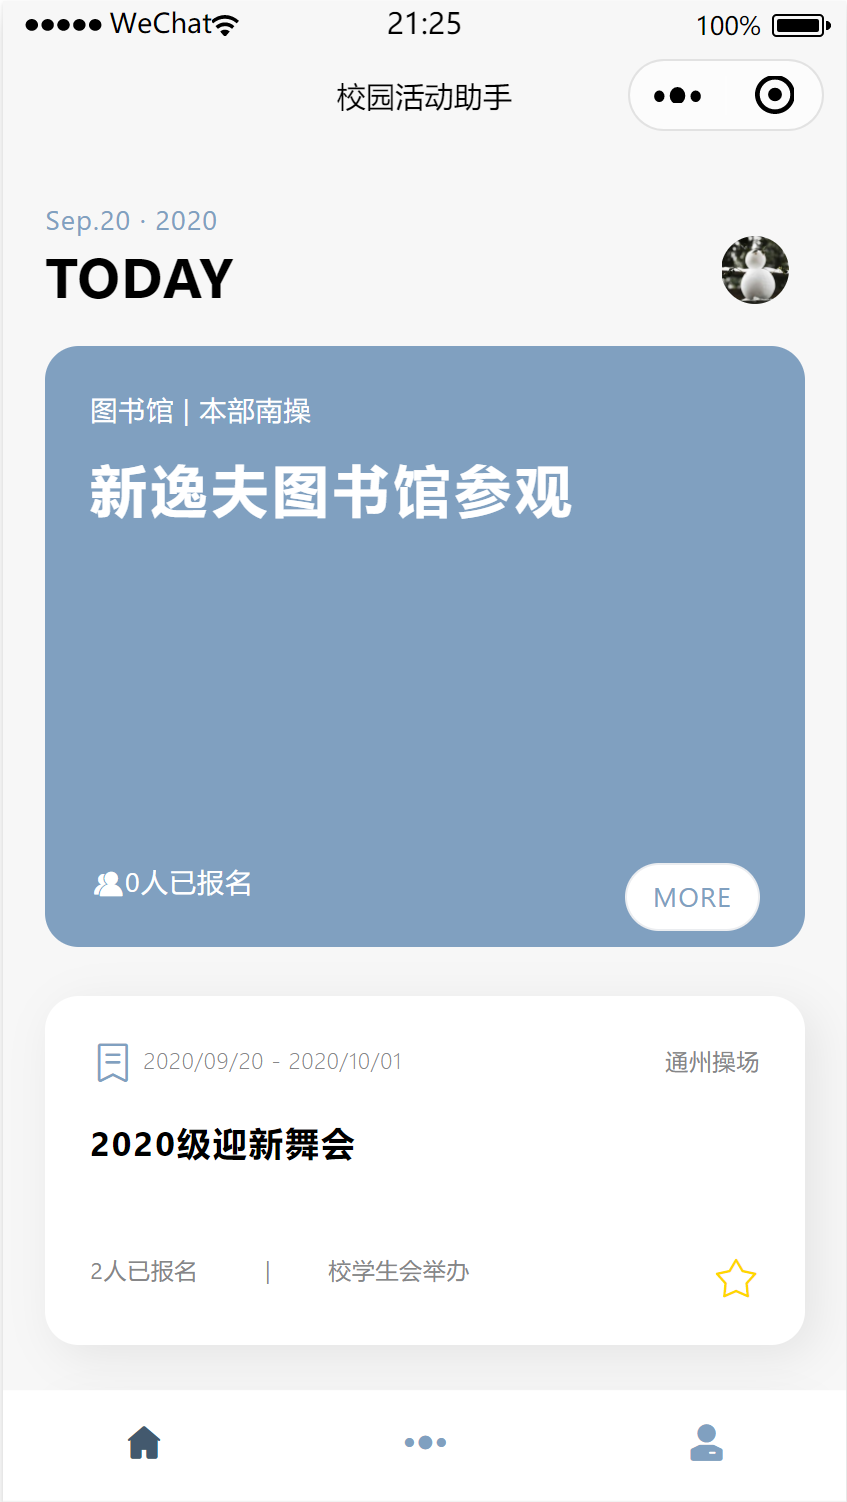 WeChat 21:25 100%
校园活动助手
Sep.20 · 2020
TODAY
图书馆 | 本部南操
新逸夫图书馆参观
0人已报名
MORE
2020/09/20 - 2020/10/01 通州操场
2020级迎新舞会
2人已报名 | 校学生会举办